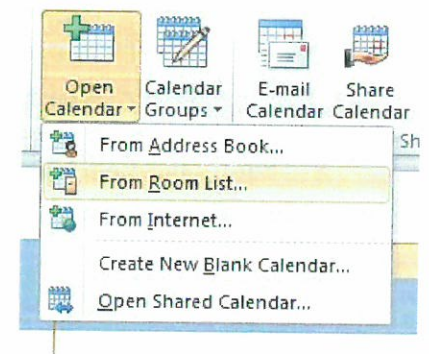 Open Calendar
Calendar Groups
E-mail Calendar
Share Calendar
Sh
From Address Book...
From Room List...
From Internet...
Create New Blank Calendar...
Open Shared Calendar...